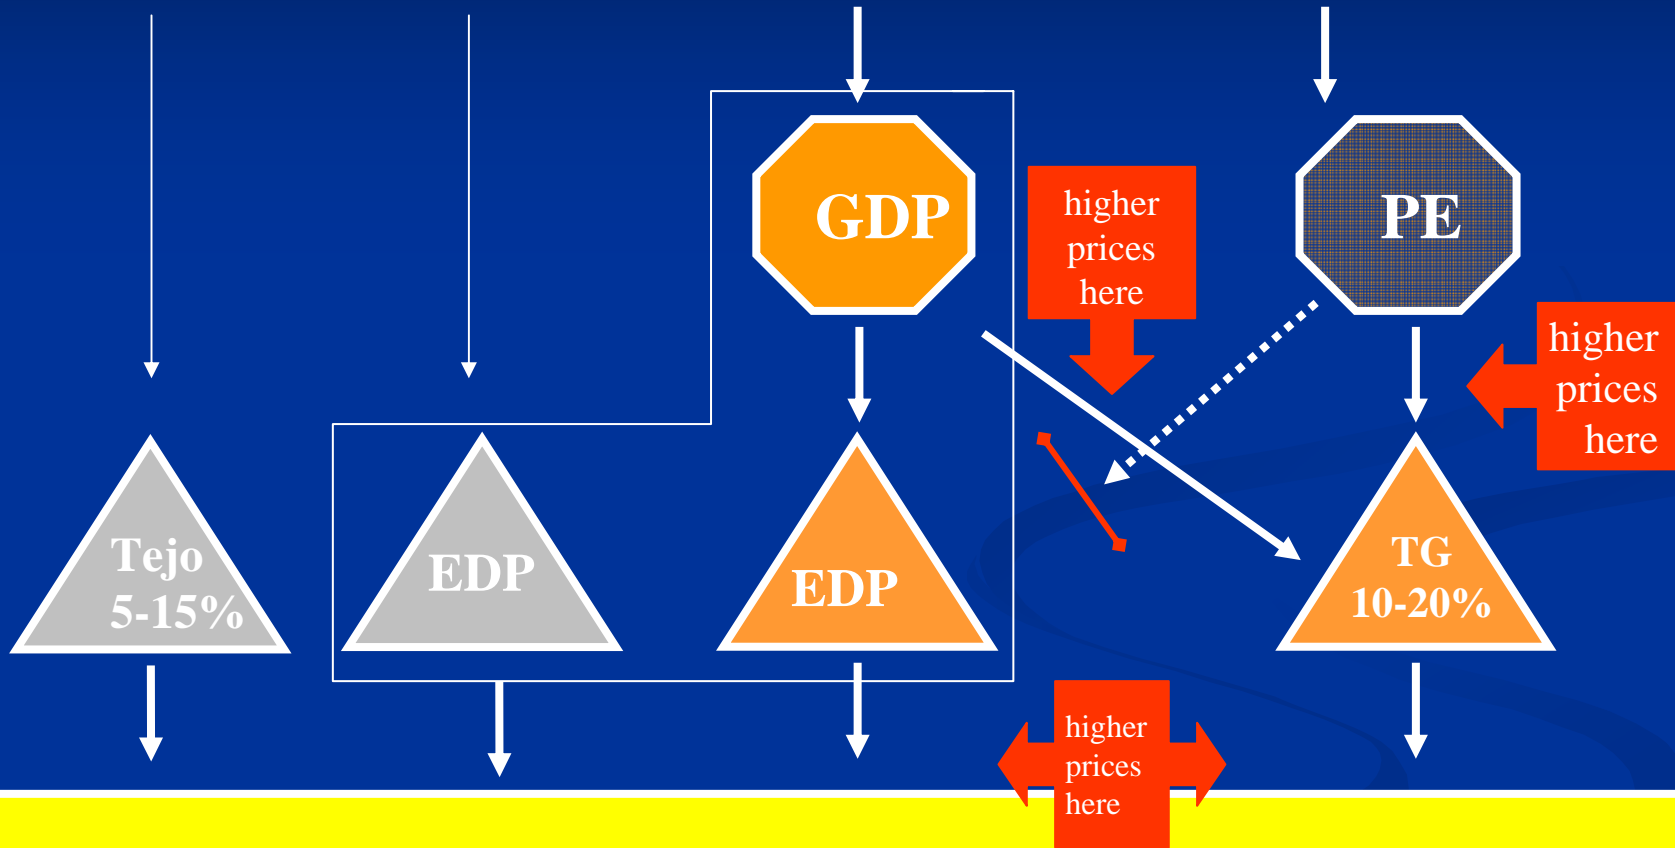 GDP
higher
prices
here
PE
higher
prices
here
Tejo
5-15%
EDP
EDP
TG
10-20%
higher
prices
here